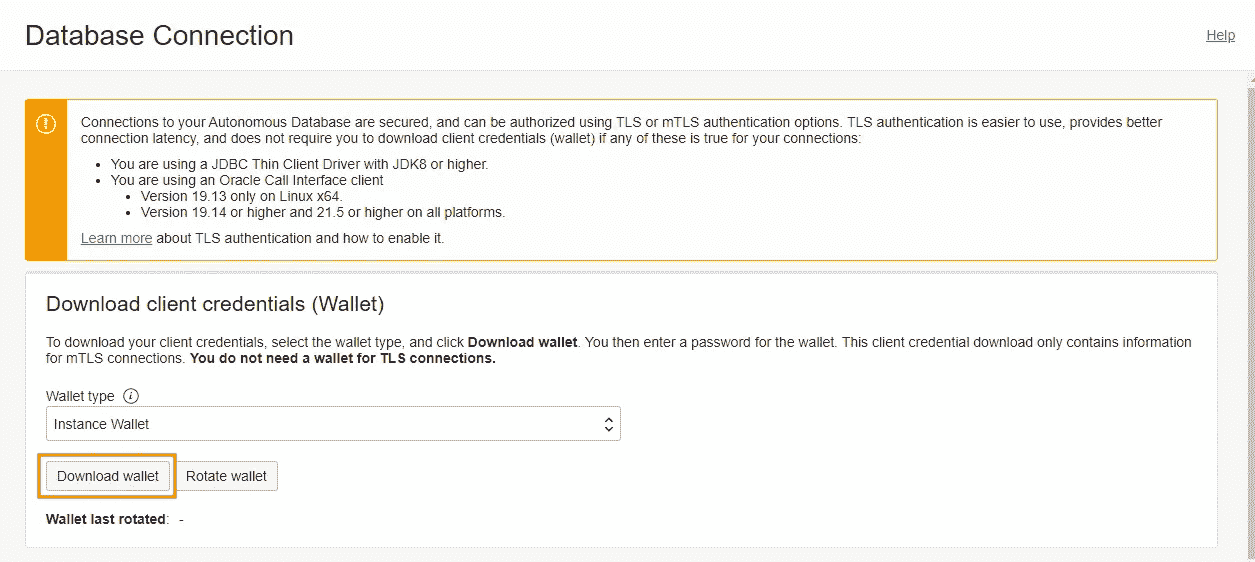 Database Connection
Help
Connections to your Autonomous Database are secured, and can be authorized using TLS or mTLS authentication options. TLS authentication is easier to use, provides better
connection latency, and does not require you to download client credentials (wallet) if any of these is true for your connections:
• You are using a JDBC Thin Client Driver with JDK8 or higher.
• You are using an Oracle Call Interface client
• Version 19.13 only on Linux x64.
• Version 19.14 or higher and 21.5 or higher on all platforms.
Learn more about TLS authentication and how to enable it.
Download client credentials (Wallet)
To download your client credentials, select the wallet type, and click Download wallet. You then enter a password for the wallet. This client credential download only contains information
for mTLS connections. You do not need a wallet for TLS connections.
Wallet type
Instance Wallet
Download wallet Rotate wallet
Wallet last rotated: -